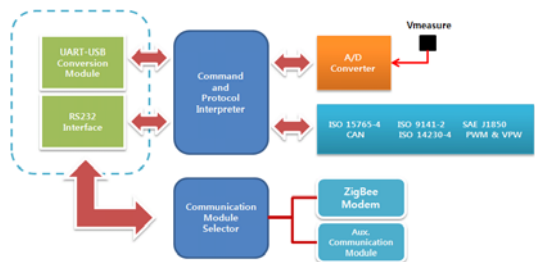 Vmeasure
UART-USB
Conversion
Module
RS232
Interface
Command
and
Protocol
Interpreter
A/D
Converter
ISO 15765-4 ISO 9141-2 SAE J1850
CAN ISO 14230-4 PWM & VPW
Communication
Module
Selector
ZigBee
Modem
Aux.
Communication
Module